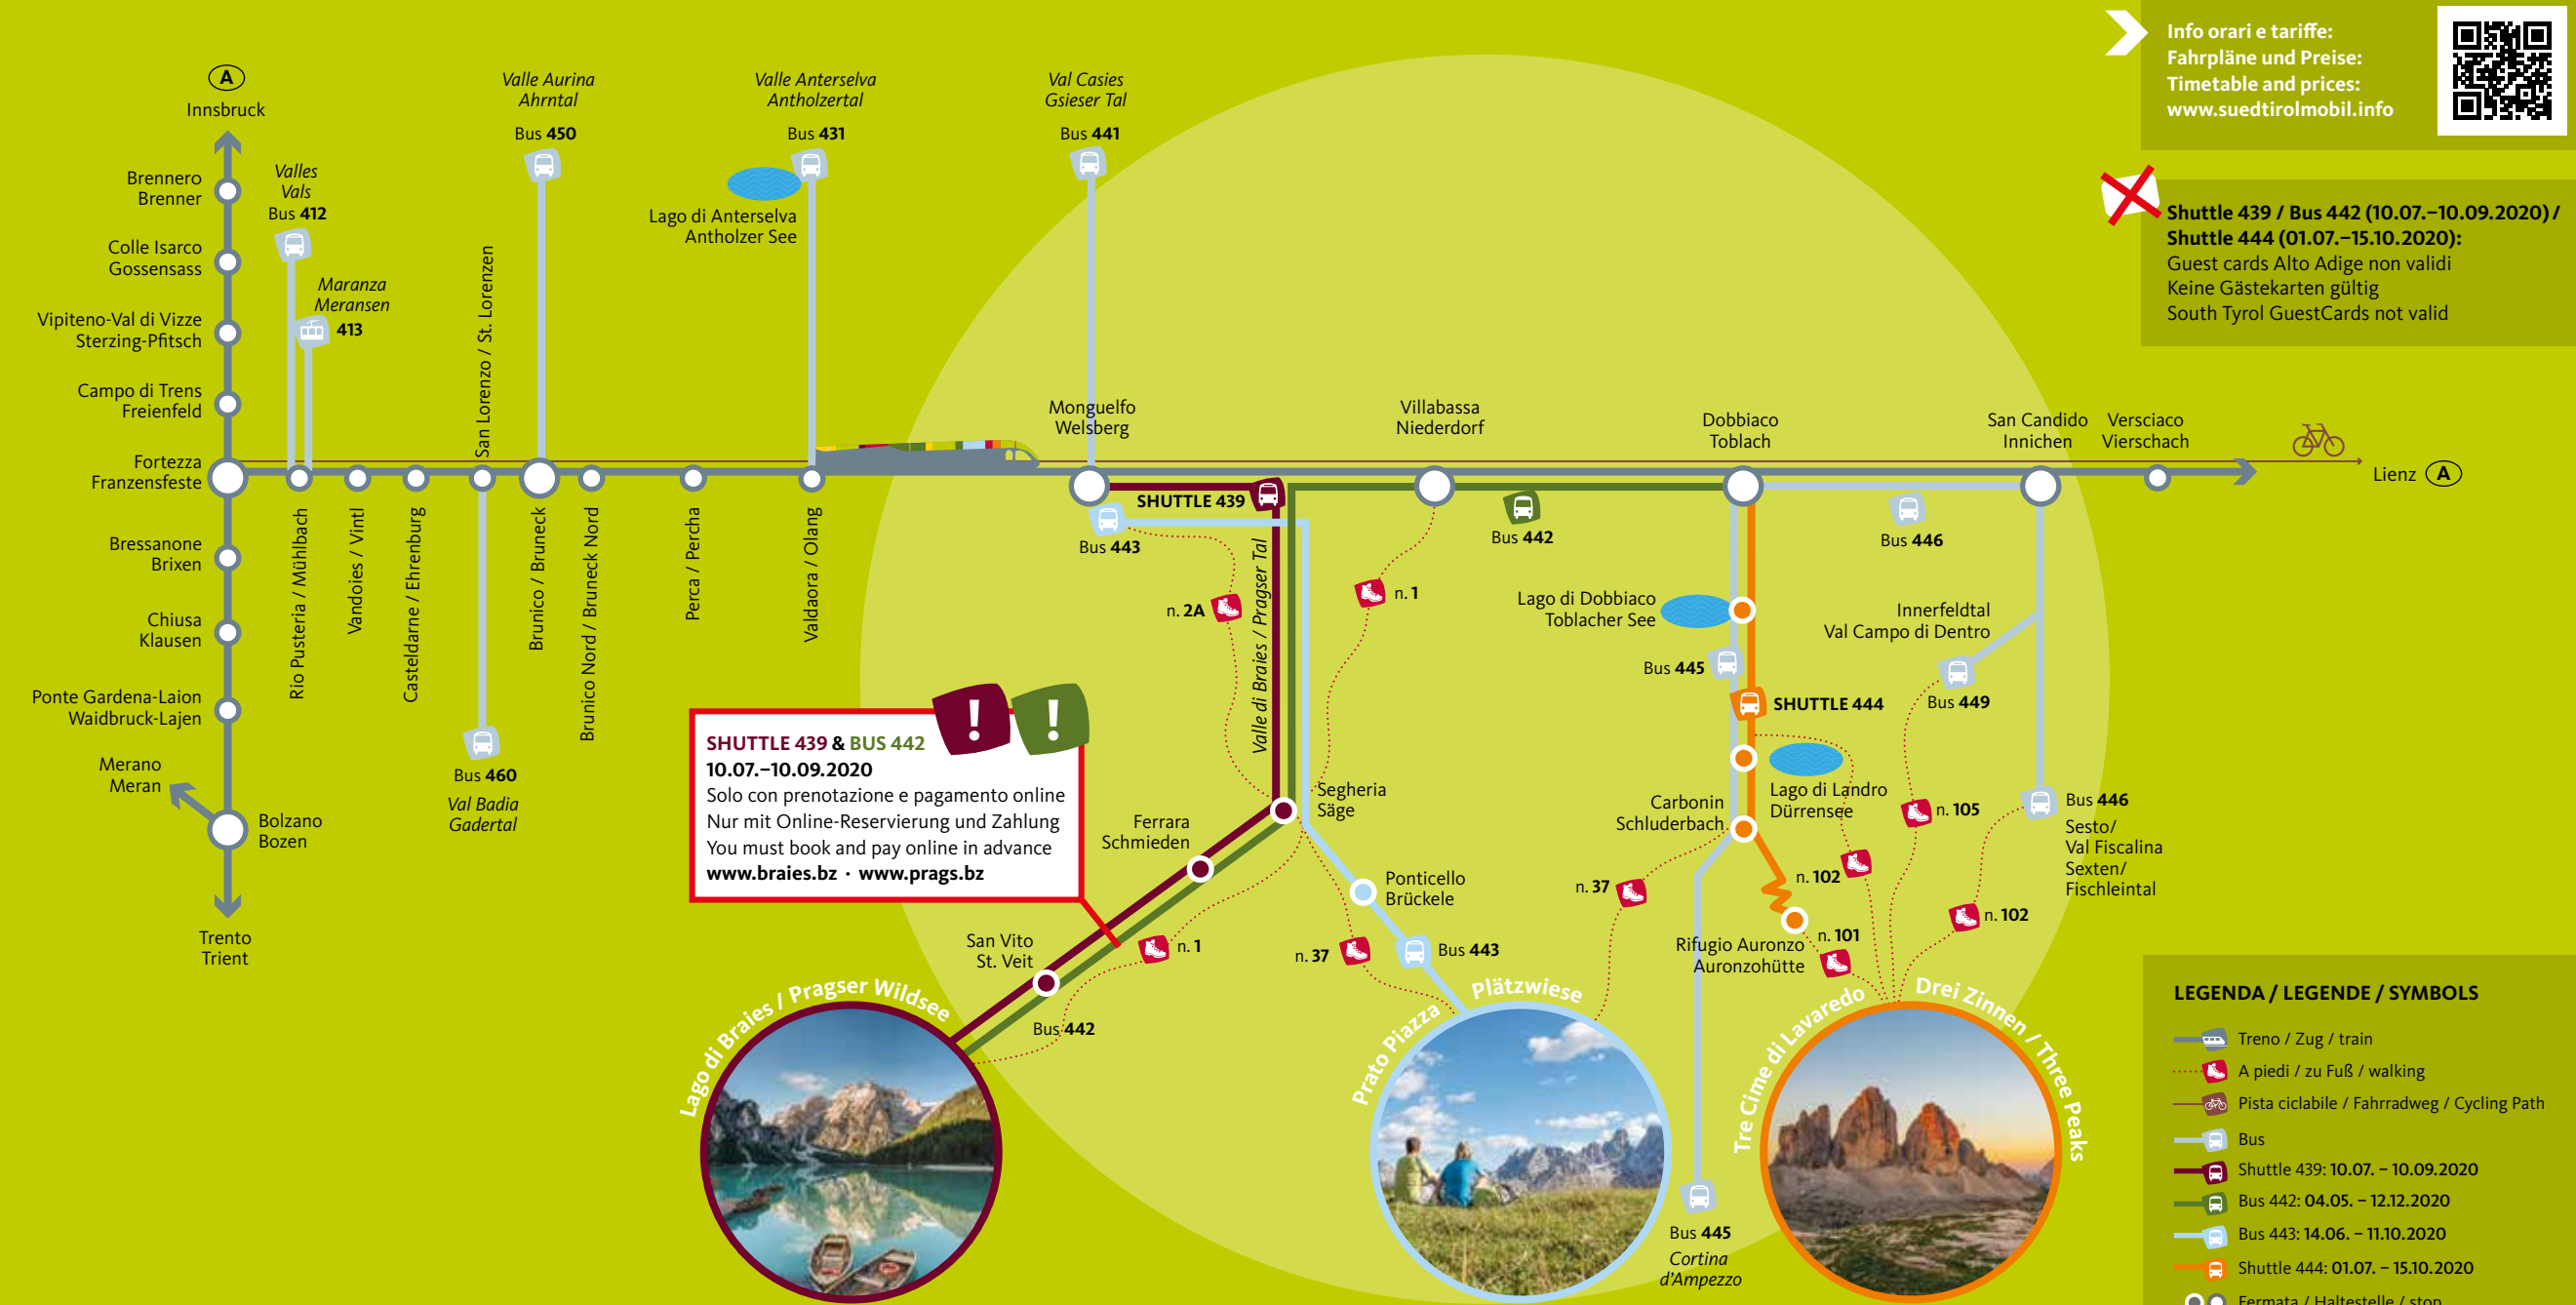 A
Innsbruck
Brennero
Brenner
Colle Isarco
Gossensass
Vipiteno-Val di Vizze
Sterzing-Pfitsch
Campo di Trens
Freienfeld
Fortezza
Franzensfeste
Bressanone
Brixen
Chiusa
Klausen
Ponte Gardena-Laion
Waidbruck-Lajen
Merano
Meran
Bolzano
Bozen
Trento
Trient
Valles
Vals
Bus 412
Maranza
Meransen
413
Rio Pusteria / Mühlbach
Vandoies / Vintl
Casteldarne / Ehrenburg
San Lorenzo / St. Lorenzen
Bus 460
Val Badia
Gadertal
Valle Aurina
Ahrntal
Bus 450
Brunico / Bruneck
Brunico Nord / Bruneck Nord
Perca / Percha
Valle Anterselva
Antholzertal
Bus 431
Lago di Anterselva
Antholzer See
Valdaora / Olang
Val Casies
Gsieser Tal
Bus 441
Monguelfo
Welsberg
SHUTTLE 439
Bus 443
Villabassa
Niederdorf
Bus 442
Dobbiaco
Toblach
San Candido
Innichen
Versciaco
Vierschach
Lienz A
Bus 446
n. 2A
Valle di Braies / Pragser Tal
n. 1
Lago di Dobbiaco
Toblacher See
Bus 445
SHUTTLE 444
Innerfeldtal
Val Campo di Dentro
Bus 449
Lago di Landro
Dürrensee
Carbonin
Schluderbach
n. 105
Bus 446
Sesto/
Val Fiscalina
Sexten/
Fischleintal
n. 102
n. 102
n. 101
Rifugio Auronzo
Auronzohütte
n. 37
SHUTTLE 439 & BUS 442
10.07.–10.09.2020
Solo con prenotazione e pagamento online
Nur mit Online-Reservierung und Zahlung
You must book and pay online in advance
www.braies.bz · www.prags.bz
Segheria
Säge
Ferrara
Schmieden
San Vito
St. Veit
n. 1
Bus 442
Ponticello
Brückele
n. 37
Bus 443
Lago di Braies / Pragser Wildsee
Prato Piazza Plätzwiese
Tre Cime di Lavaredo Drei Zinnen / Three Peaks
Bus 445
Cortina
d'Ampezzo
Info orari e tariffe:
Fahrpläne und Preise:
Timetable and prices:
www.suedtirolmobil.info
Shuttle 439 / Bus 442 (10.07.–10.09.2020) /
Shuttle 444 (01.07.–15.10.2020):
Guest cards Alto Adige non validi
Keine Gästekarten gültig
South Tyrol GuestCards not valid
LEGENDA / LEGENDE / SYMBOLS
Treno / Zug / train
A piedi / zu Fuß / walking
Pista ciclabile / Fahrradweg / Cycling Path
Bus
Shuttle 439: 10.07. – 10.09.2020
Bus 442: 04.05. – 12.12.2020
Bus 443: 14.06. – 11.10.2020
Shuttle 444: 01.07. – 15.10.2020
Fermata / Haltestelle / stop